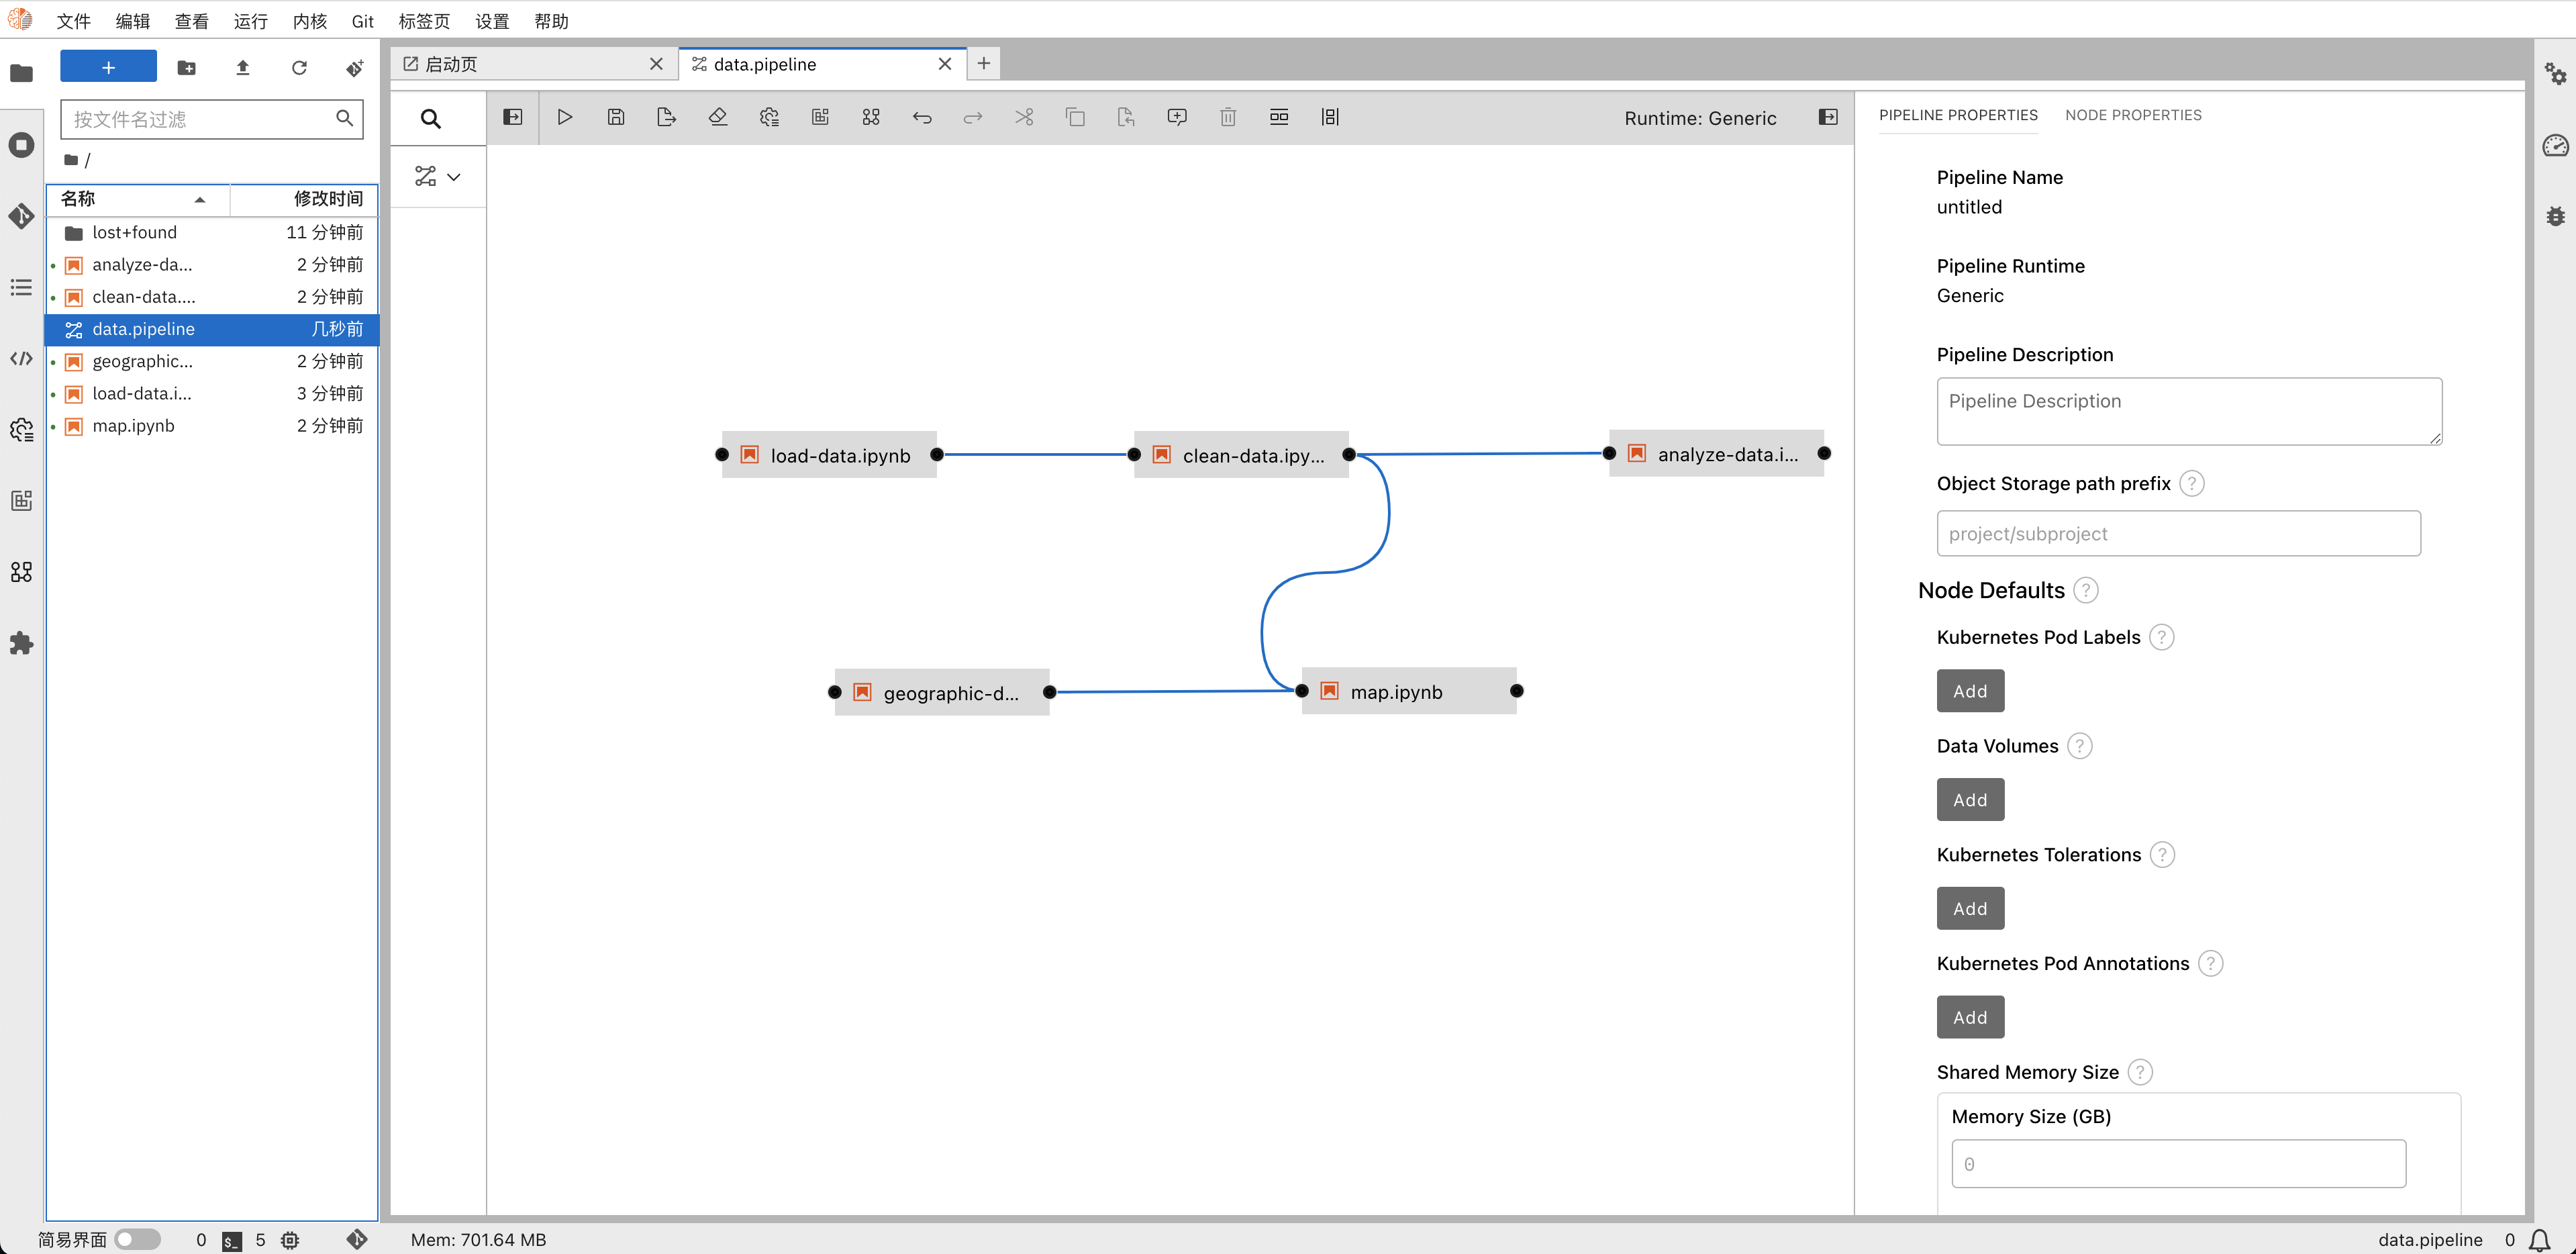 文件 编辑 查看 运行 内核 Git 标签页 设置 帮助
+
按文件名过滤
/
名称 修改时间
lost+found 11 分钟前
analyze-da... 2 分钟前
clean-data.... 2 分钟前
data.pipeline 几秒前
geographic... 2 分钟前
load-data.i... 3 分钟前
map.ipynb 2 分钟前
启动页
data.pipeline
Runtime: Generic
load-data.ipynb
clean-data.ipy...
analyze-data.i...
geographic-d...
map.ipynb
PIPELINE PROPERTIES NODE PROPERTIES
Pipeline Name
untitled
Pipeline Runtime
Generic
Pipeline Description
Pipeline Description
Object Storage path prefix ?
project/subproject
Node Defaults ?
Kubernetes Pod Labels ?
Add
Data Volumes ?
Add
Kubernetes Tolerations ?
Add
Kubernetes Pod Annotations ?
Add
Shared Memory Size ?
Memory Size (GB)
0
简易界面 0 $_ 5 Mem: 701.64 MB data.pipeline 0